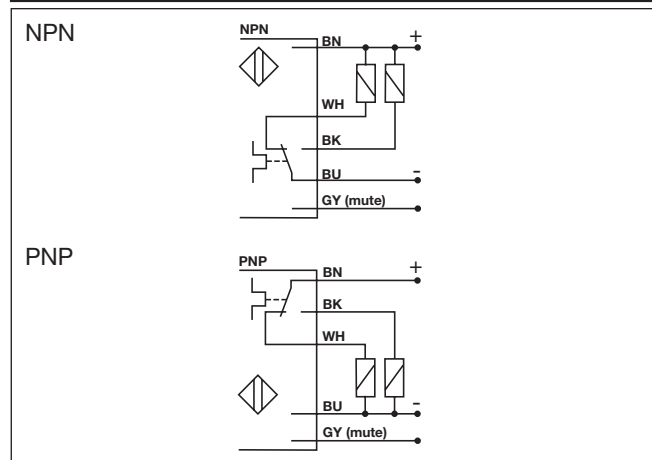 NPN
NPN
BN
+
WH
BK
BU
-
GY (mute)
PNP
PNP
BN
+
BK
WH
BU
-
GY (mute)